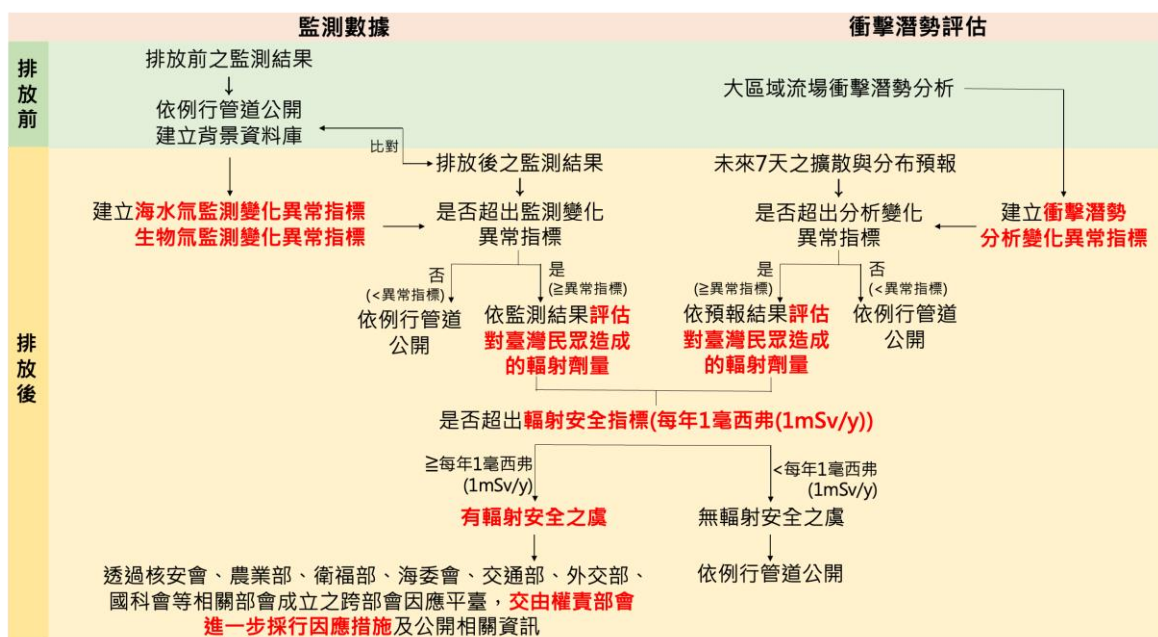 監測數據
衝擊潛勢評估
排放前
排放前之監測結果
依例行管道公開
建立背景資料庫
大區域流場衝擊潛勢分析
比對
排放後
排放後之監測結果
未來7天之擴散與分布預報
建立海水氚監測變化異常指標
生物氚監測變化異常指標
是否超出監測變化
異常指標
是否超出分析變化
異常指標
建立衝擊潛勢
分析變化異常指標
否
(<異常指標)
依例行管道
公開
是
(≧異常指標)
依監測結果評估
對臺灣民眾造成
的輻射劑量
是
(≧異常指標)
依預報結果評估
對臺灣民眾造成
的輻射劑量
否
(<異常指標)
依例行管道
公開
是否超出輻射安全指標(每年1毫西弗(1mSv/y))
≧每年1毫西弗
(1mSv/y)
<每年1毫西弗
(1mSv/y)
有輻射安全之虞
無輻射安全之虞
透過核安會、農業部、衛福部、海委會、交通部、外交部、
國科會等相關部會成立之跨部會因應平臺，交由權責部會
進一步採行因應措施及公開相關資訊
依例行管道公開